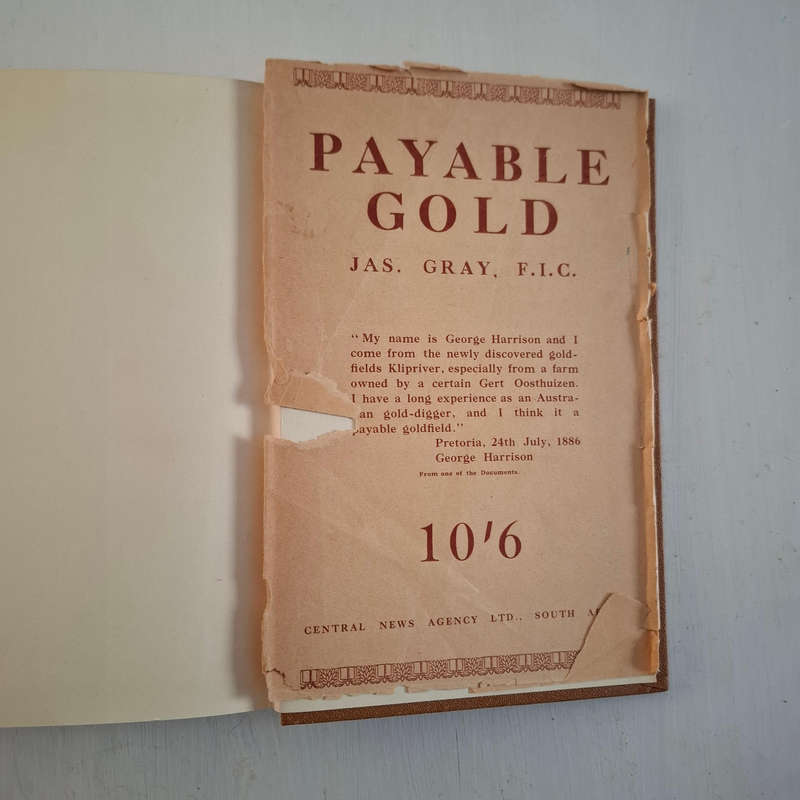 PAYABLE
GOLD
JAS. GRAY, F.I.C.
“My name is George Harrison and I
come from the newly discovered gold-
fields Klipriver, especially from a farm
owned by a certain Gert Oosthuizen.
I have a long experience as an Austra-
an gold-digger, and I think it a
payable goldfield.”
Pretoria, 24th July, 1886
George Harrison
From one of the Documents.
10'6
CENTRAL NEWS AGENCY LTD., SOUTH